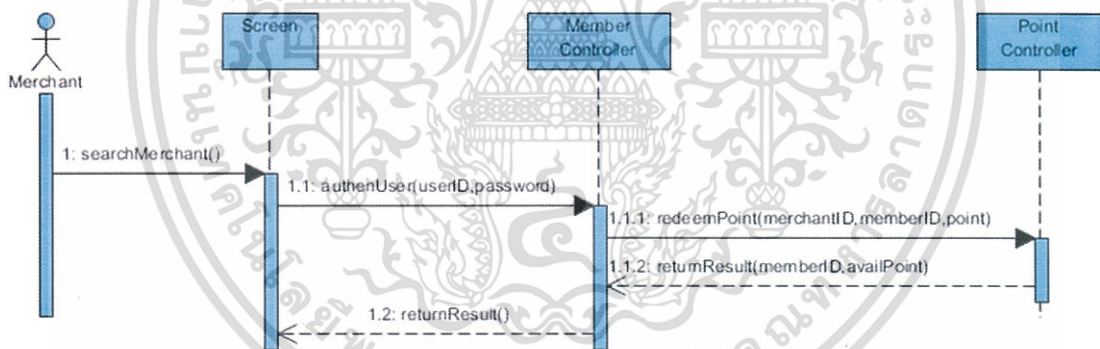 Screen
Member
Controller
Point
Controller
Merchant
1: searchMerchant()
1.1: authenUser(userID,password)
1.1.1: redeemPoint(merchantID,memberID,point)
1.1.2: returnResult(memberID,availPoint)
1.2: returnResult()